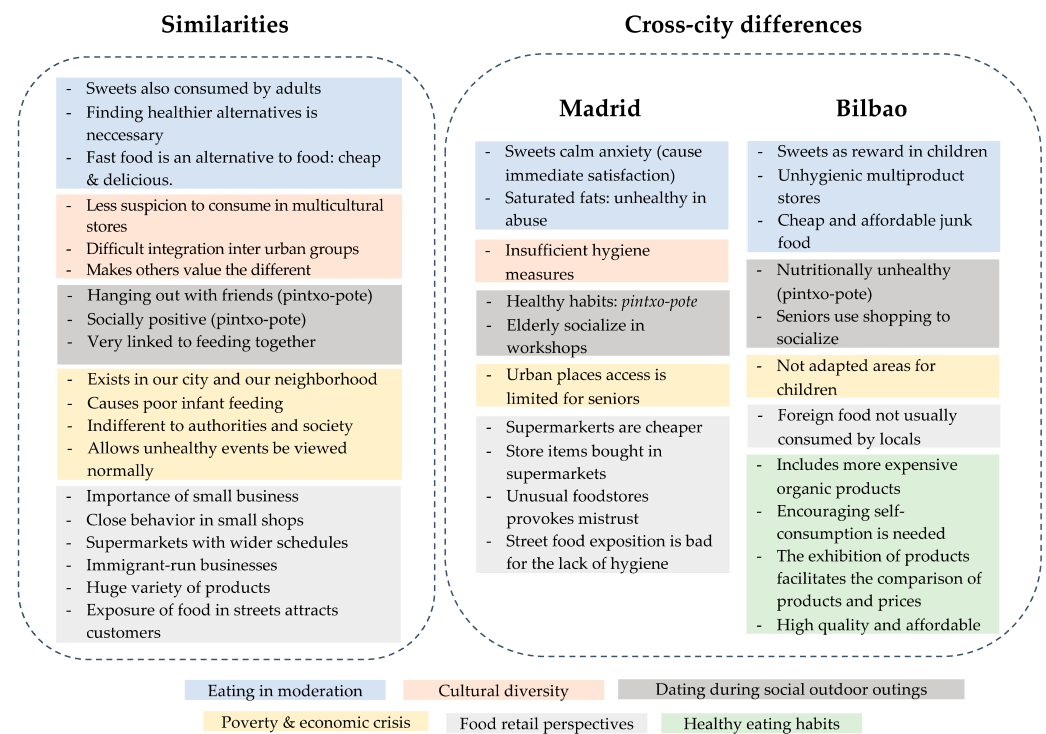 Similarities
- Sweets also consumed by adults
- Finding healthier alternatives is
neccessary
- Fast food is an alternative to food: cheap
& delicious.
- Less suspicion to consume in multicultural
stores
- Difficult integration inter urban groups
- Makes others value the different
- Hanging out with friends (pintxo-pote)
- Socially positive (pintxo-pote)
- Very linked to feeding together
- Exists in our city and our neighborhood
- Causes poor infant feeding
- Indifferent to authorities and society
- Allows unhealthy events be viewed
normally
- Importance of small business
- Close behavior in small shops
- Supermarkets with wider schedules
- Immigrant-run businesses
- Huge variety of products
- Exposure of food in streets attracts
customers
Cross-city differences
Madrid
- Sweets calm anxiety (cause
immediate satisfaction)
- Saturated fats: unhealthy in
abuse
- Insufficient hygiene
measures
- Healthy habits: pintxo-pote
- Elderly socialize in
workshops
- Urban places access is
limited for seniors
- Supermarkerts are cheaper
- Store items bought in
supermarkets
- Unusual foodstores
provokes mistrust
- Street food exposition is bad
for the lack of hygiene
Bilbao
- Sweets as reward in children
- Unhygienic multiproduct
stores
- Cheap and affordable junk
food
- Nutritionally unhealthy
(pintxo-pote)
- Seniors use shopping to
socialize
- Not adapted areas for
children
- Foreign food not usually
consumed by locals
- Includes more expensive
organic products
- Encouraging self-
consumption is needed
- The exhibition of products
facilitates the comparison of
products and prices
- High quality and affordable
Eating in moderation
Cultural diversity
Dating during social outdoor outings
Poverty & economic crisis
Food retail perspectives
Healthy eating habits